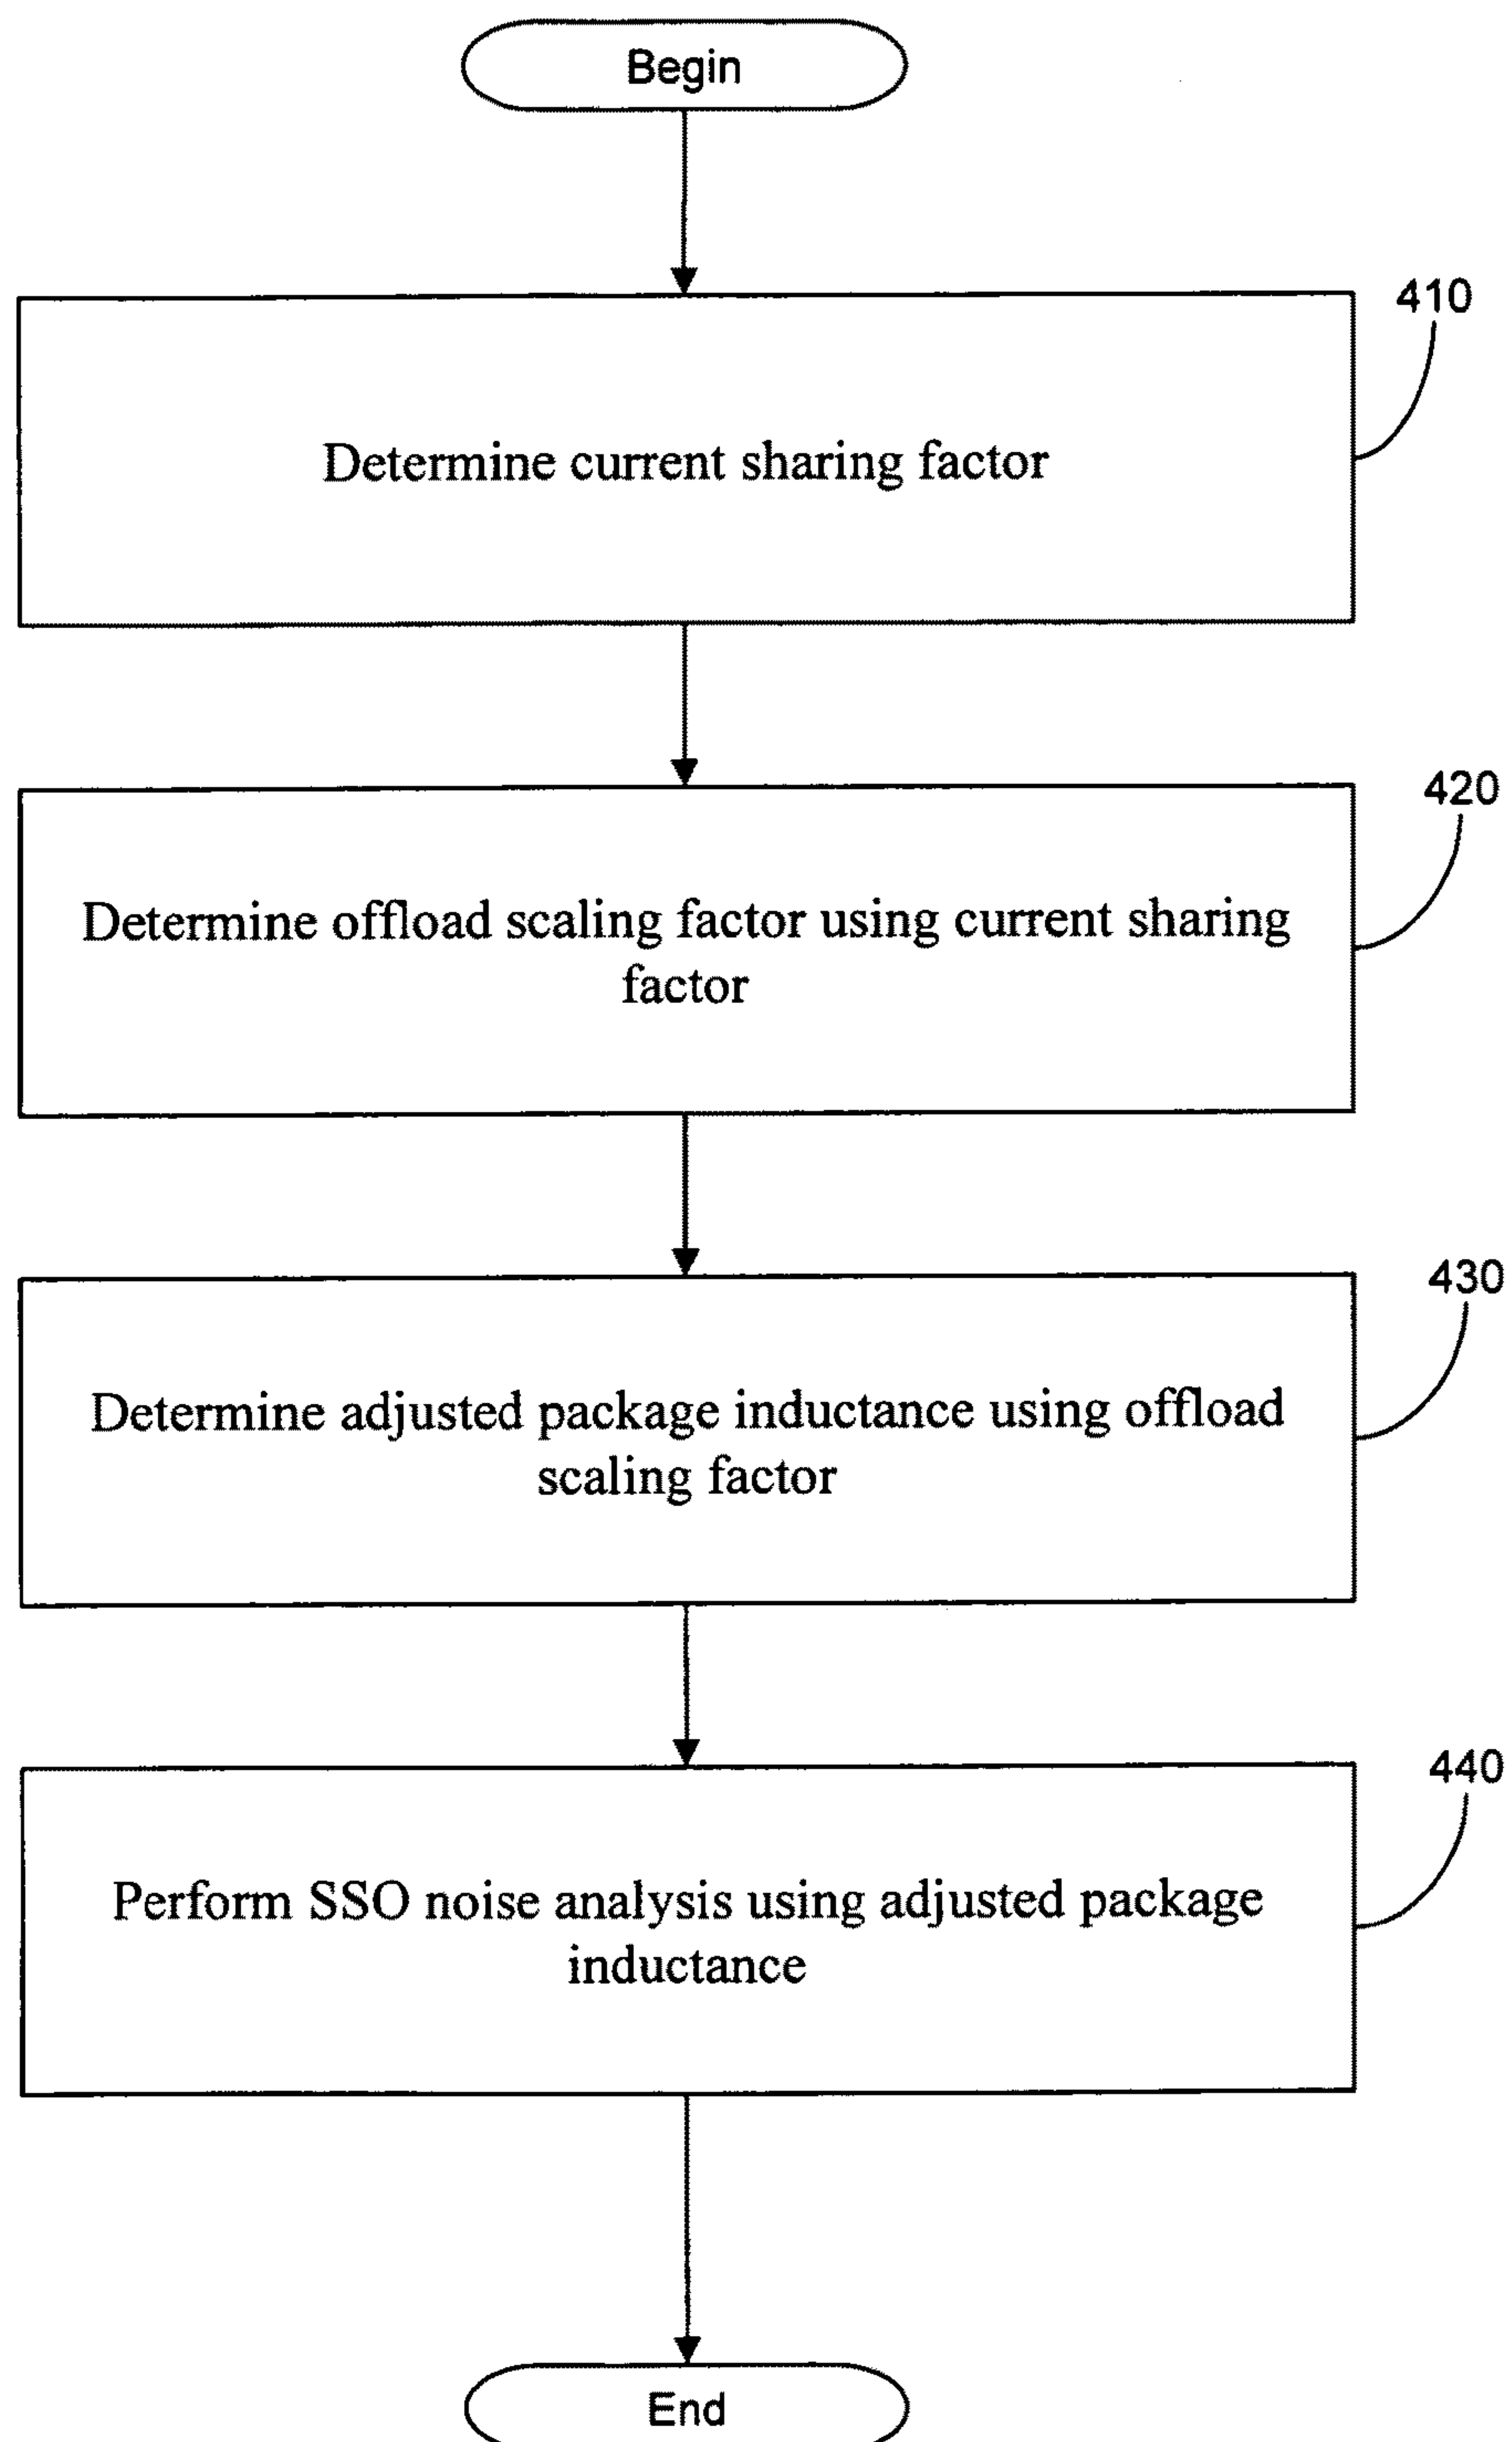 Begin
410
Determine current sharing factor
420
Determine offload scaling factor using current sharing
factor
430
Determine adjusted package inductance using offload
scaling factor
440
Perform SSO noise analysis using adjusted package
inductance
End